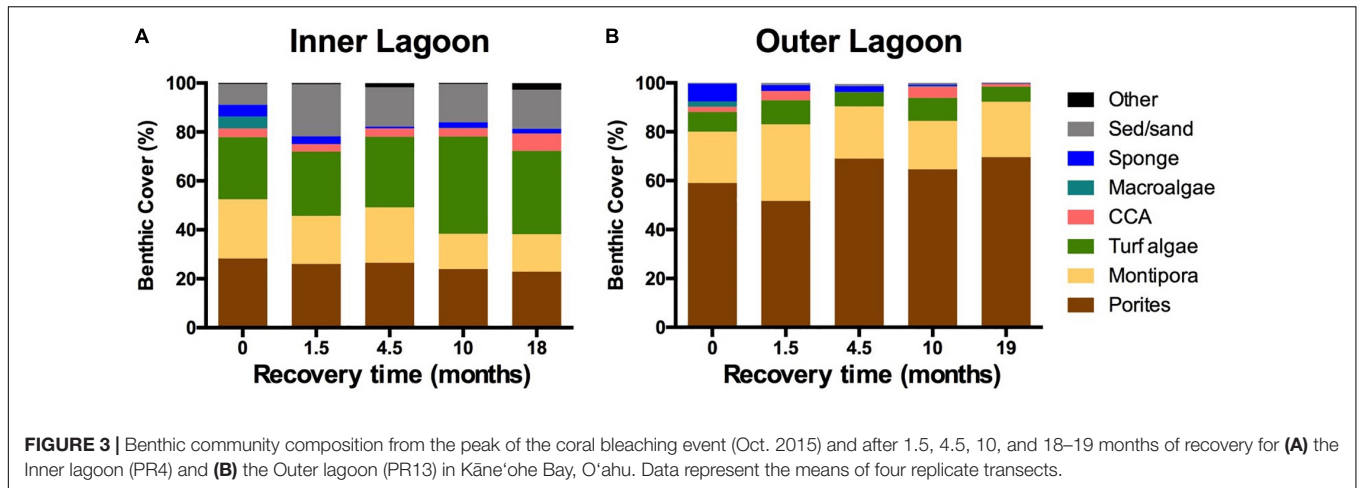 A
Inner Lagoon
Benthic Cover (%)
100
80
60
40
20
0
0 1.5 4.5 10 18
Recovery time (months)
B
Outer Lagoon
Benthic Cover (%)
100
80
60
40
20
0
0 1.5 4.5 10 19
Recovery time (months)
Other
Sed/sand
Sponge
Macroalgae
CCA
Turf algae
Montipora
Porites
FIGURE 3 | Benthic community composition from the peak of the coral bleaching event (Oct. 2015) and after 1.5, 4.5, 10, and 18–19 months of recovery for (A) the
Inner lagoon (PR4) and (B) the Outer lagoon (PR13) in Kāne‘ohe Bay, O‘ahu. Data represent the means of four replicate transects.